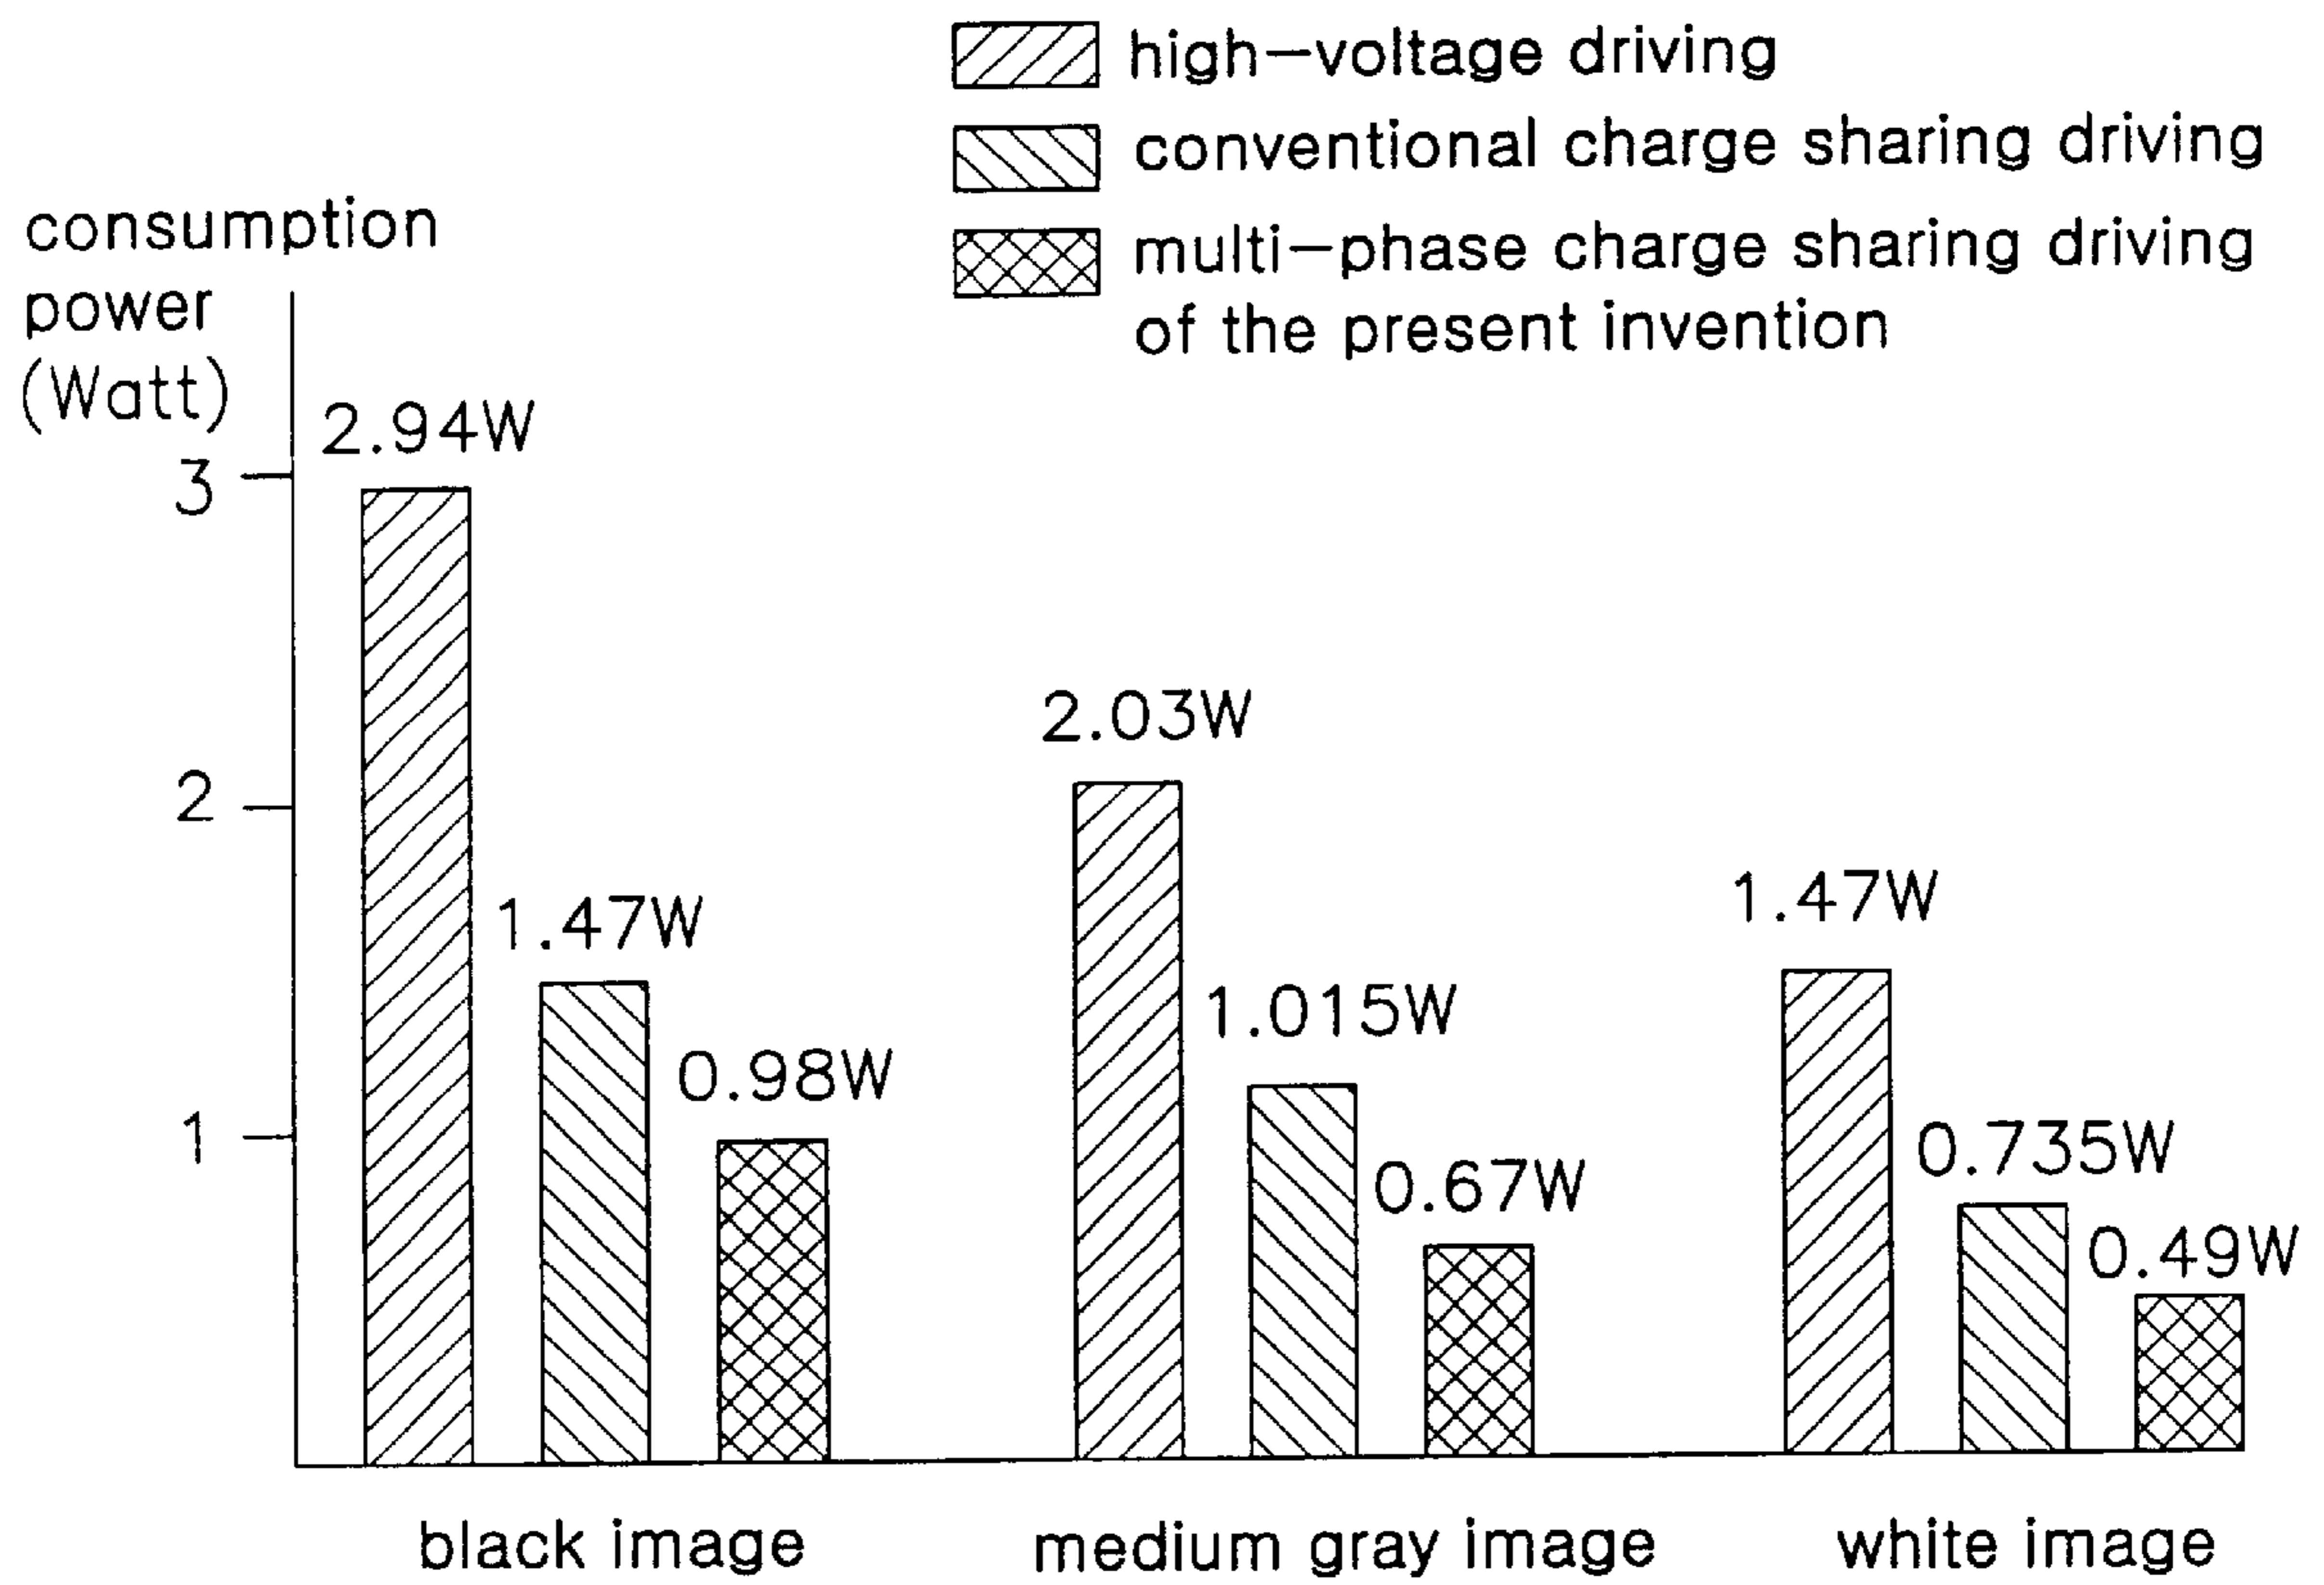 high-voltage driving
conventional charge sharing driving
multi-phase charge sharing driving
of the present invention
consumption
power
(Watt)
3
2
1
2.94W
1.47W
0.98W
2.03W
1.015W
0.67W
1.47W
0.735W
0.49W
black image
medium gray image
white image